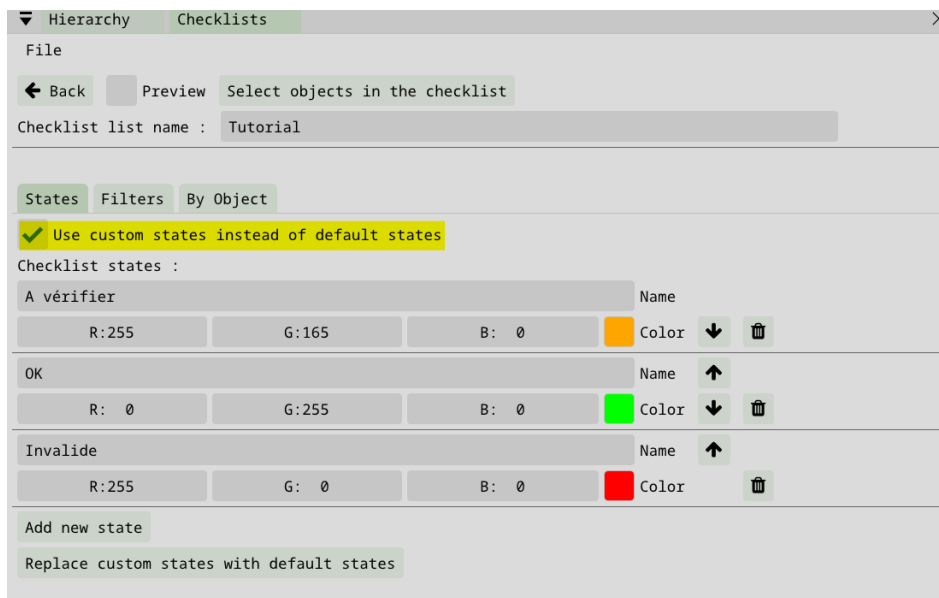 Hierarchy Checklists
File
Back Preview Select objects in the checklist
Checklist list name : Tutorial
States Filters By Object
Use custom states instead of default states
Checklist states :
A vérifier Name
R:255 G:165 B: 0 Color
OK Name
R: 0 G:255 B: 0 Color
Invalide Name
R:255 G: 0 B: 0 Color
Add new state
Replace custom states with default states